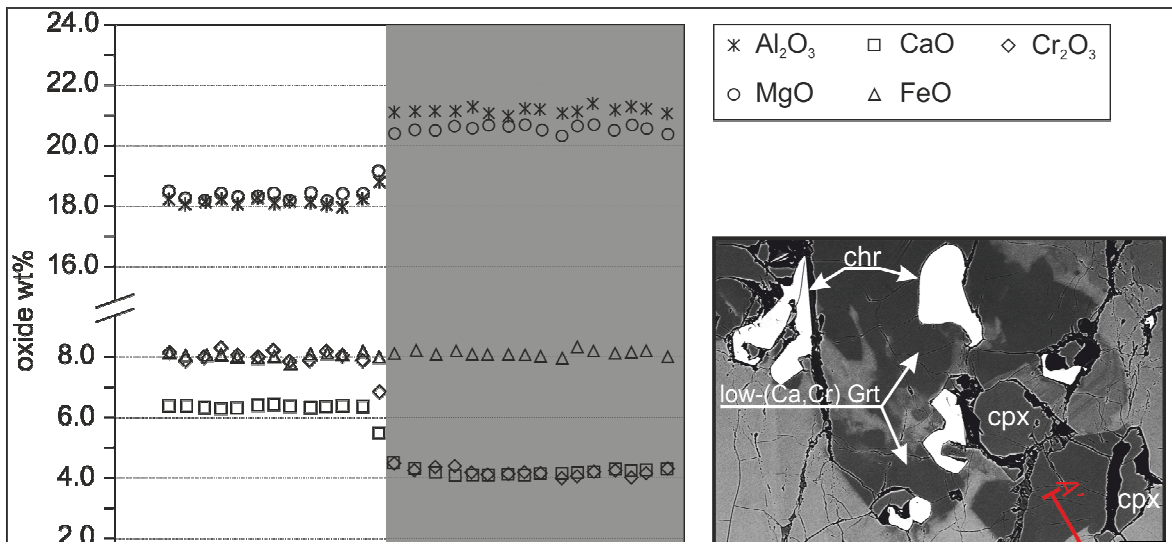 24.0
22.0
20.0
18.0
16.0
8.0
6.0
4.0
2.0
oxide wt%
Al₂O₃ CaO Cr₂O₃
MgO FeO
chr
low-(Ca,Cr) Grt
cpx
cpx
A